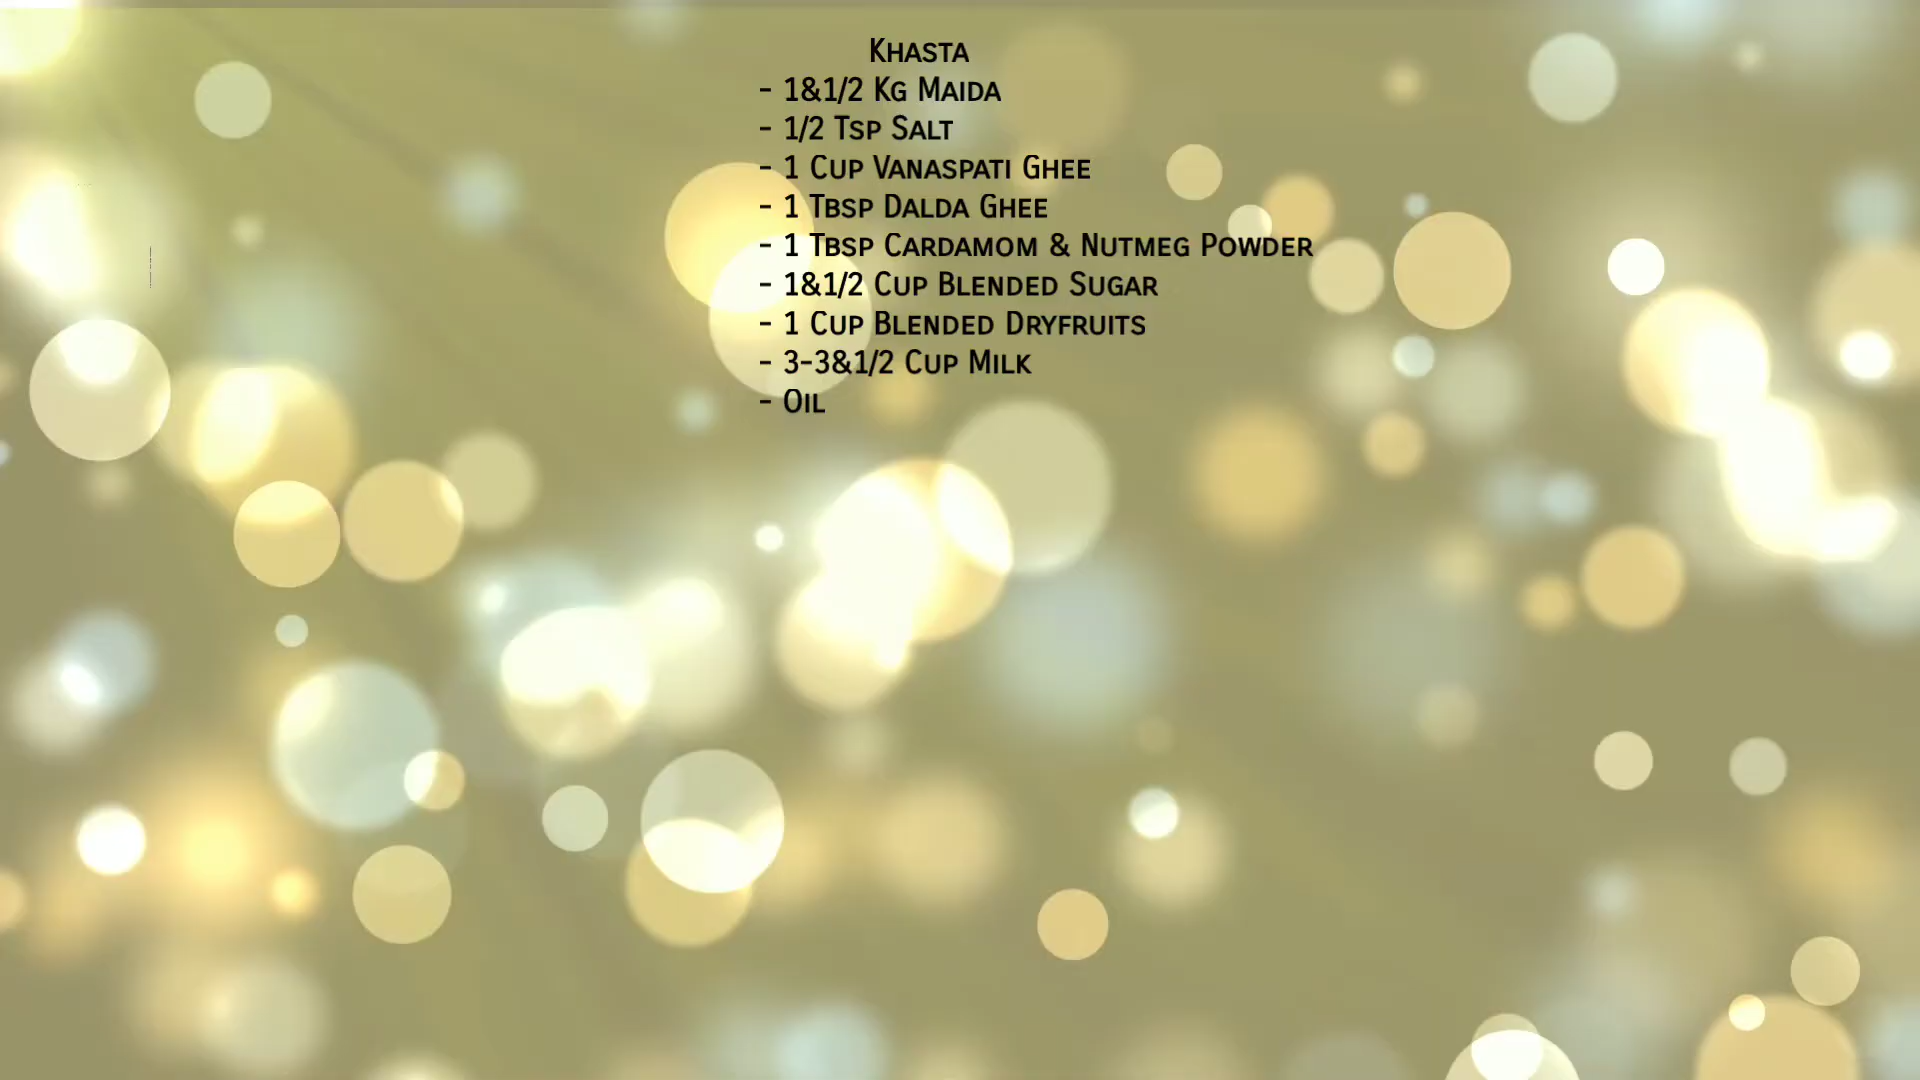 Khasta
- 1&1/2 Kg Maida
- 1/2 Tsp Salt
- 1 Cup Vanaspati Ghee
- 1 Tbsp Dalda Ghee
- 1 Tbsp Cardamom & Nutmeg Powder
- 1&1/2 Cup Blended Sugar
- 1 Cup Blended Dryfruits
- 3-3&1/2 Cup Milk
- Oil